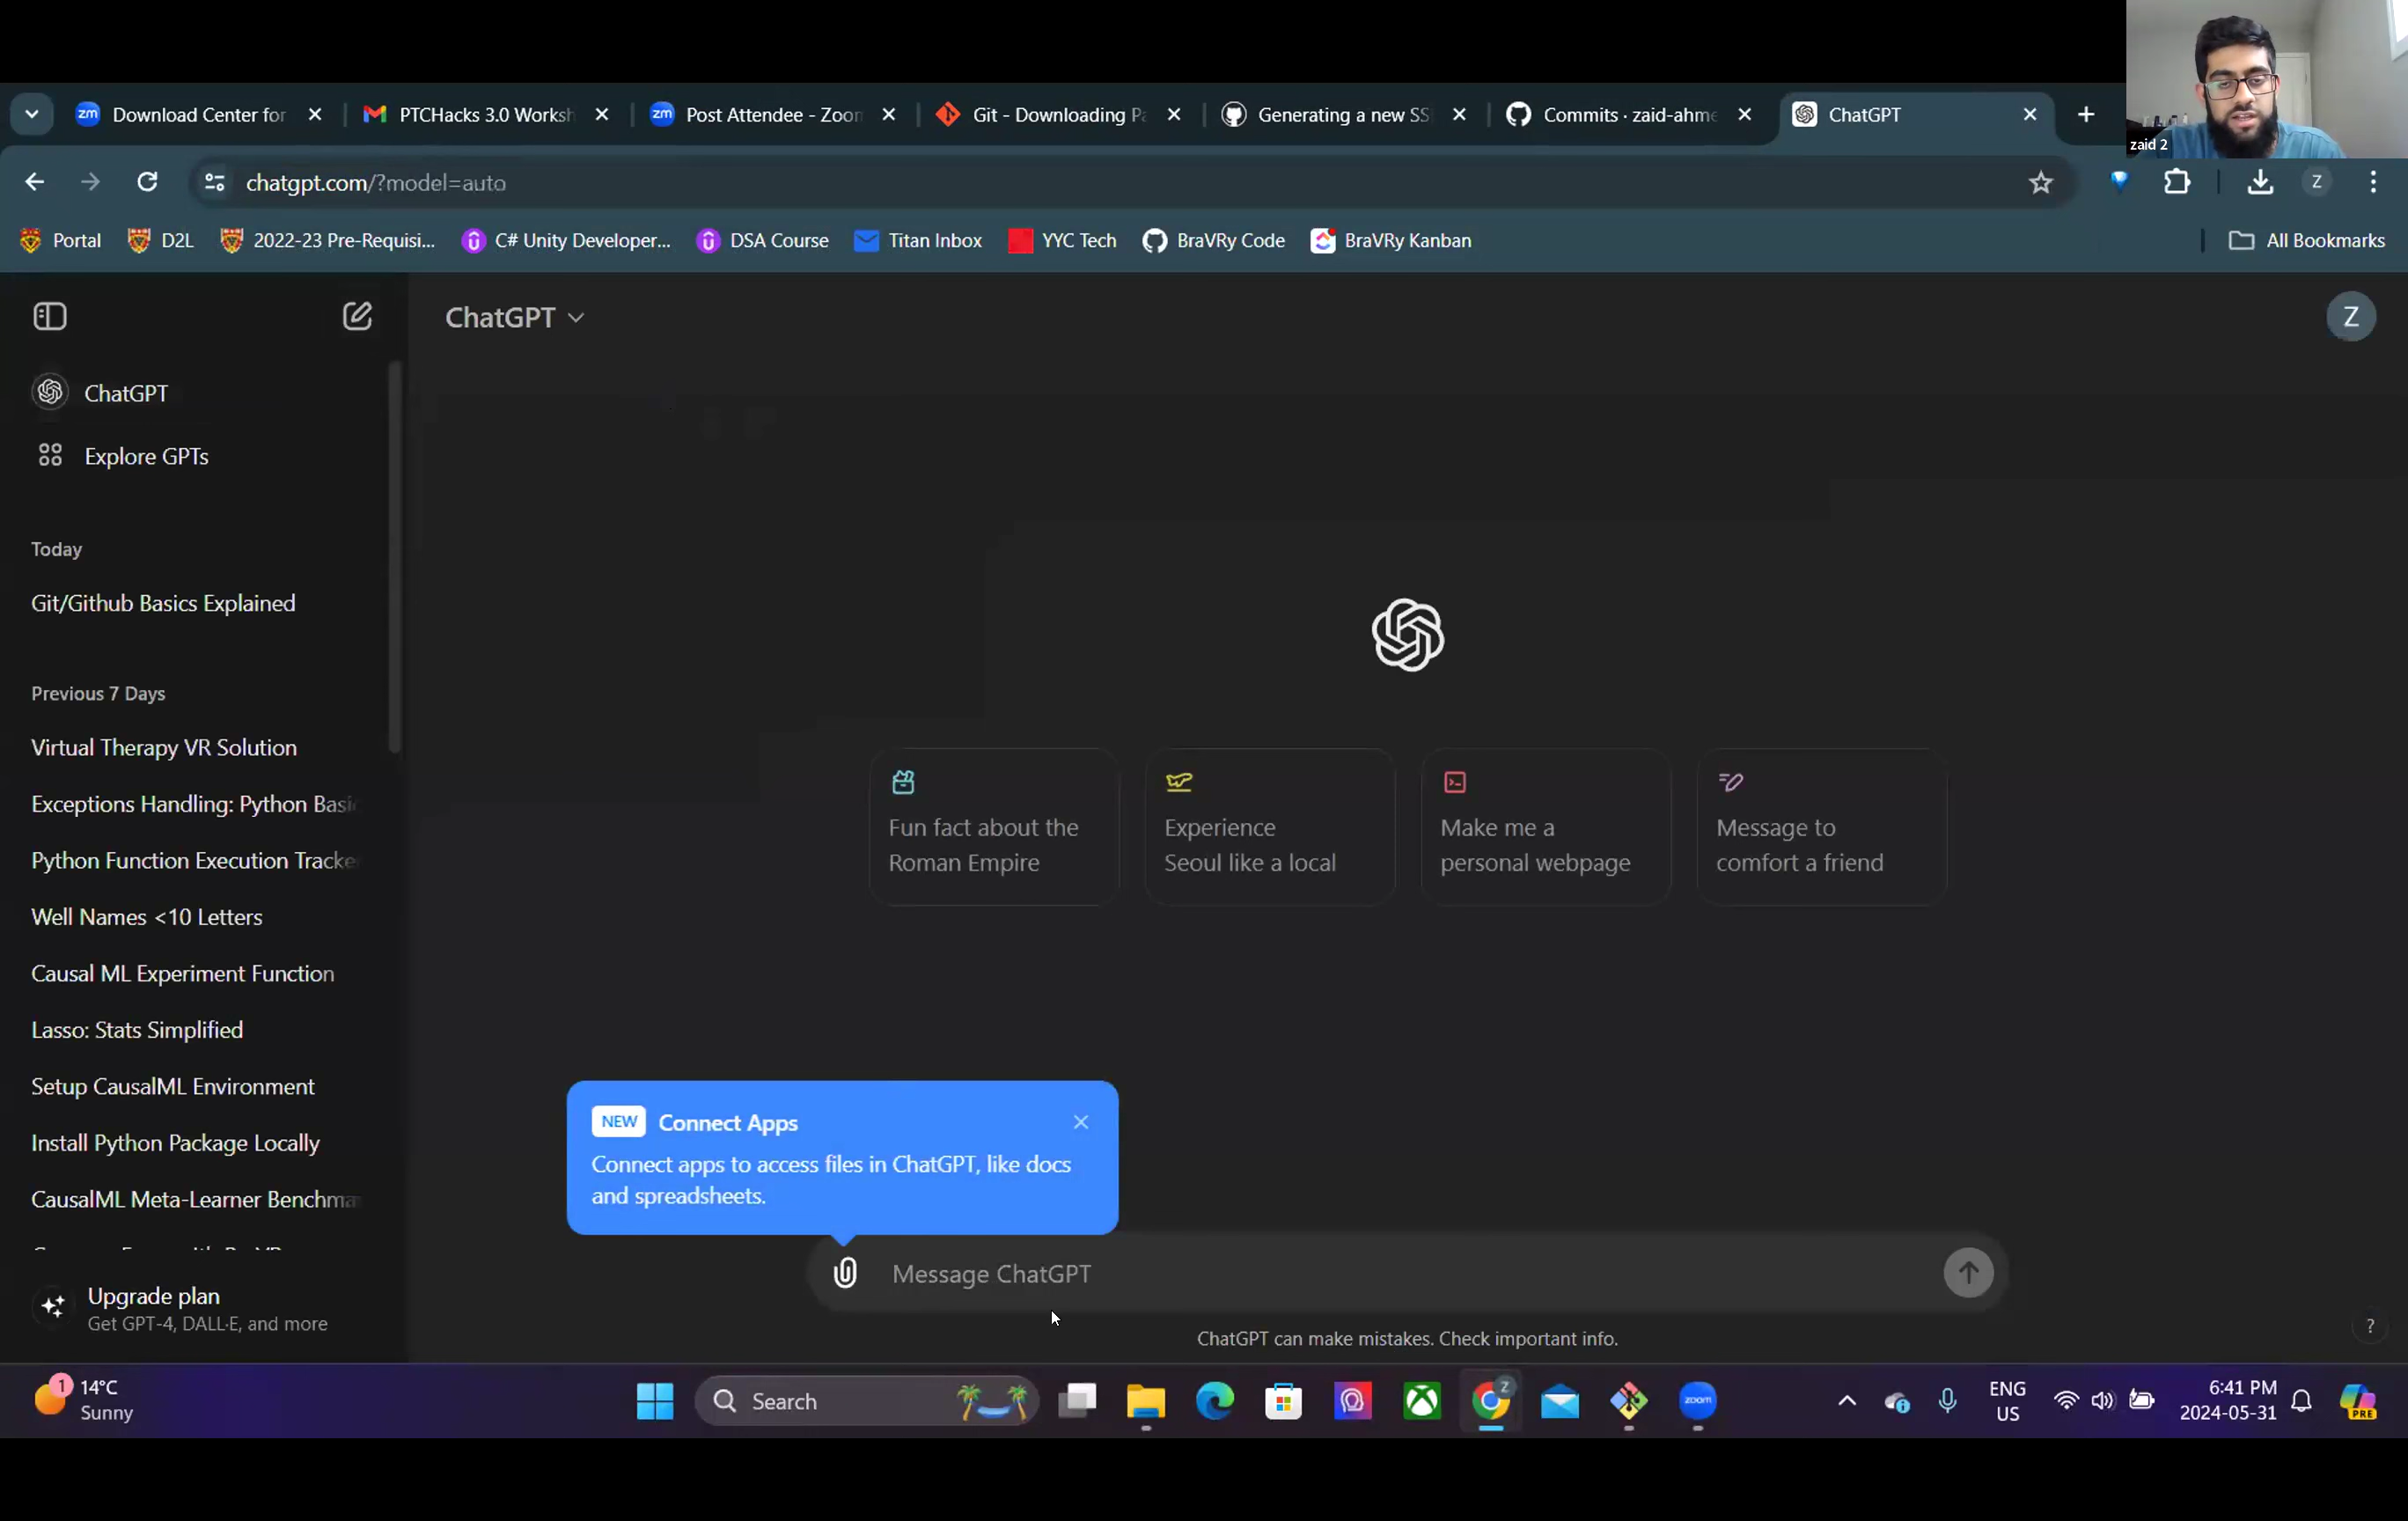 zaid 2
Download Center for
PTCHacks 3.0 Worksh
Post Attendee - Zoom
Git - Downloading Pa
Generating a new SS
Commits · zaid-ahme
ChatGPT
chatgpt.com/?model=auto
Z
Portal
D2L
2022-23 Pre-Requisi...
C# Unity Developer...
DSA Course
Titan Inbox
YYC Tech
BraVRy Code
BraVRy Kanban
All Bookmarks
ChatGPT
Z
ChatGPT
Explore GPTs
Today
Git/Github Basics Explained
Previous 7 Days
Virtual Therapy VR Solution
Exceptions Handling: Python Basic
Python Function Execution Tracker
Well Names <10 Letters
Causal ML Experiment Function
Lasso: Stats Simplified
Setup CausalML Environment
Install Python Package Locally
CausalML Meta-Learner Benchma
Upgrade plan
Get GPT-4, DALL·E, and more
Fun fact about the
Roman Empire
Experience
Seoul like a local
Make me a
personal webpage
Message to
comfort a friend
NEW Connect Apps
Connect apps to access files in ChatGPT, like docs
and spreadsheets.
Message ChatGPT
ChatGPT can make mistakes. Check important info.
?
1
14°C
Sunny
Search
Z
zoom
ENG
US
6:41 PM
2024-05-31
PRE